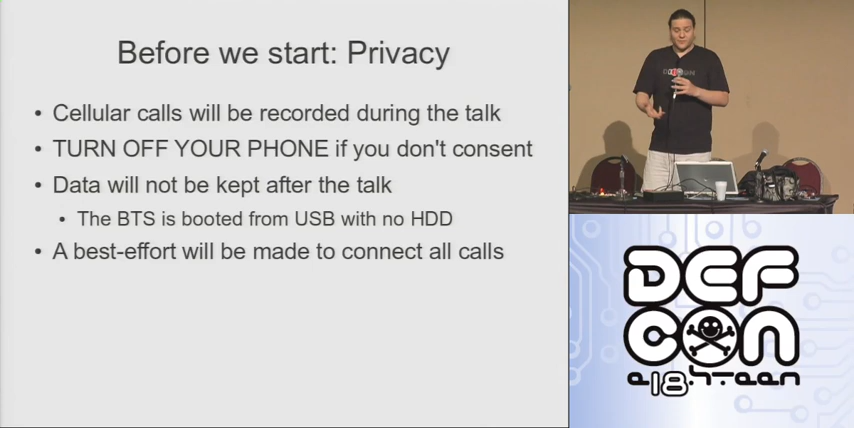 Before we start: Privacy
• Cellular calls will be recorded during the talk
• TURN OFF YOUR PHONE if you don't consent
• Data will not be kept after the talk
• The BTS is booted from USB with no HDD
• A best-effort will be made to connect all calls
DEFCON
DEF
CON
e18hteen